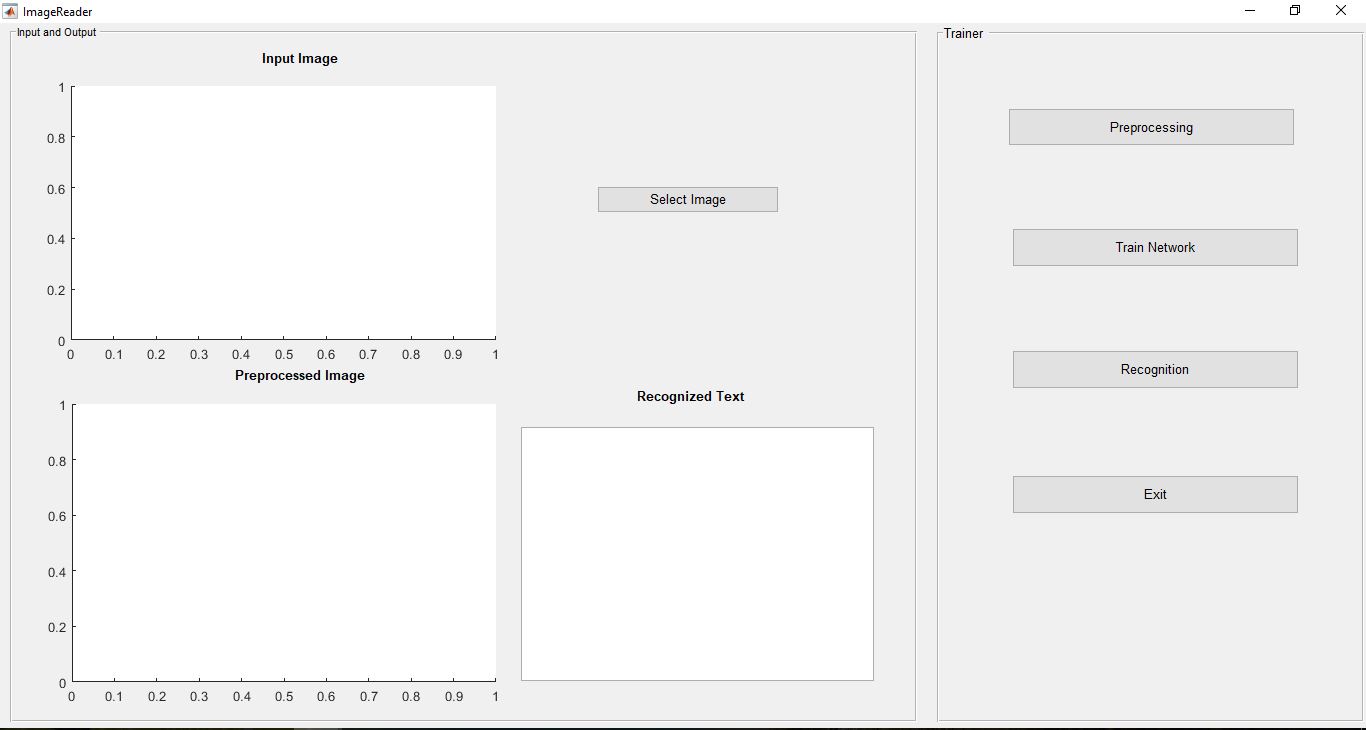 ImageReader
Input and Output
Input Image
1
0.8
0.6
0.4
0.2
0
0 0.1 0.2 0.3 0.4 0.5 0.6 0.7 0.8 0.9 1
Select Image
Preprocessed Image
1
0.8
0.6
0.4
0.2
0
0 0.1 0.2 0.3 0.4 0.5 0.6 0.7 0.8 0.9 1
Recognized Text
Trainer
Preprocessing
Train Network
Recognition
Exit